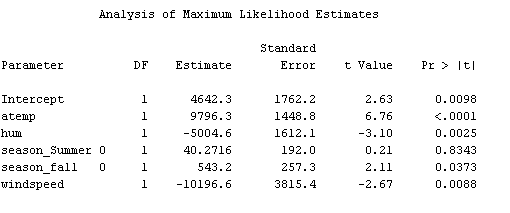 Analysis of Maximum Likelihood Estimates
Standard
Parameter DF Estimate Error t Value Pr > |t|
Intercept 1 4642.3 1762.2 2.63 0.0098
atemp 1 9796.3 1448.8 6.76 <.0001
hum 1 -5004.6 1612.1 -3.10 0.0025
season_Summer 0 1 40.2716 192.0 0.21 0.8343
season_fall 0 1 543.2 257.3 2.11 0.0373
windspeed 1 -10196.6 3815.4 -2.67 0.0088